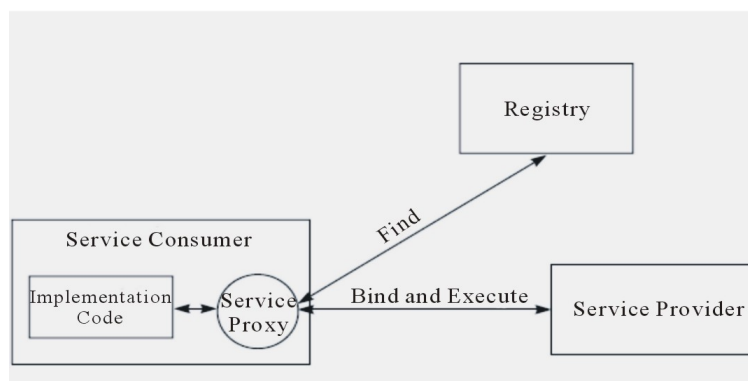 Registry
Find
Service Consumer
Implementation
Code
Service
Proxy
Bind and Execute
Service Provider